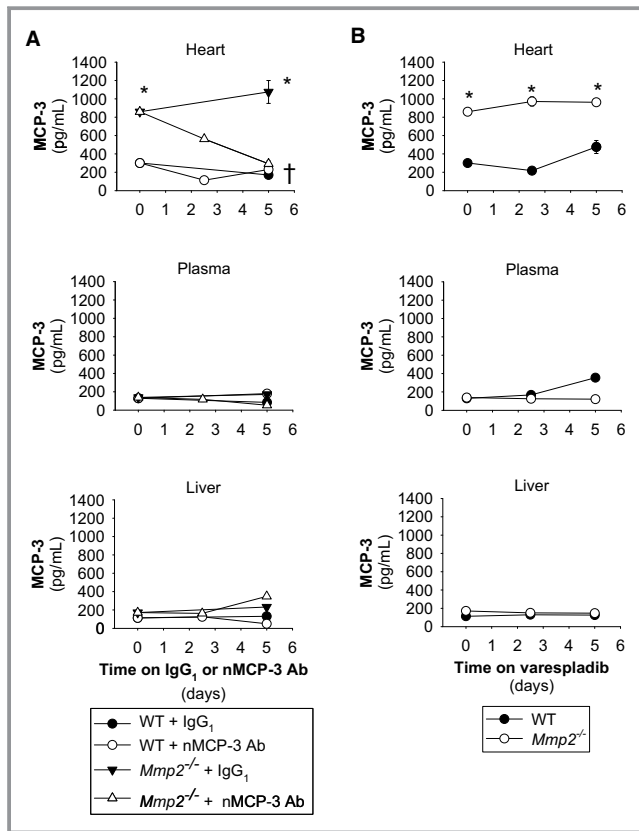 A
Heart
MCP-3
(pg/mL)
1400
1200
1000
800
600
400
200
0
*
*
†
0 1 2 3 4 5 6
Plasma
MCP-3
(pg/mL)
1400
1200
1000
800
600
400
200
0
0 1 2 3 4 5 6
Liver
MCP-3
(pg/mL)
1400
1200
1000
800
600
400
200
0
0 1 2 3 4 5 6
Time on IgG₁ or nMCP-3 Ab
(days)
WT + IgG₁
WT + nMCP-3 Ab
Mmp2⁻/⁻ + IgG₁
Mmp2⁻/⁻ + nMCP-3 Ab
B
Heart
MCP-3
(pg/mL)
1400
1200
1000
800
600
400
200
0
* * *
0 1 2 3 4 5 6
Plasma
MCP-3
(pg/mL)
1400
1200
1000
800
600
400
200
0
0 1 2 3 4 5 6
Liver
MCP-3
(pg/mL)
1400
1200
1000
800
600
400
200
0
0 1 2 3 4 5 6
Time on varespladib
(days)
WT
Mmp2⁻/⁻